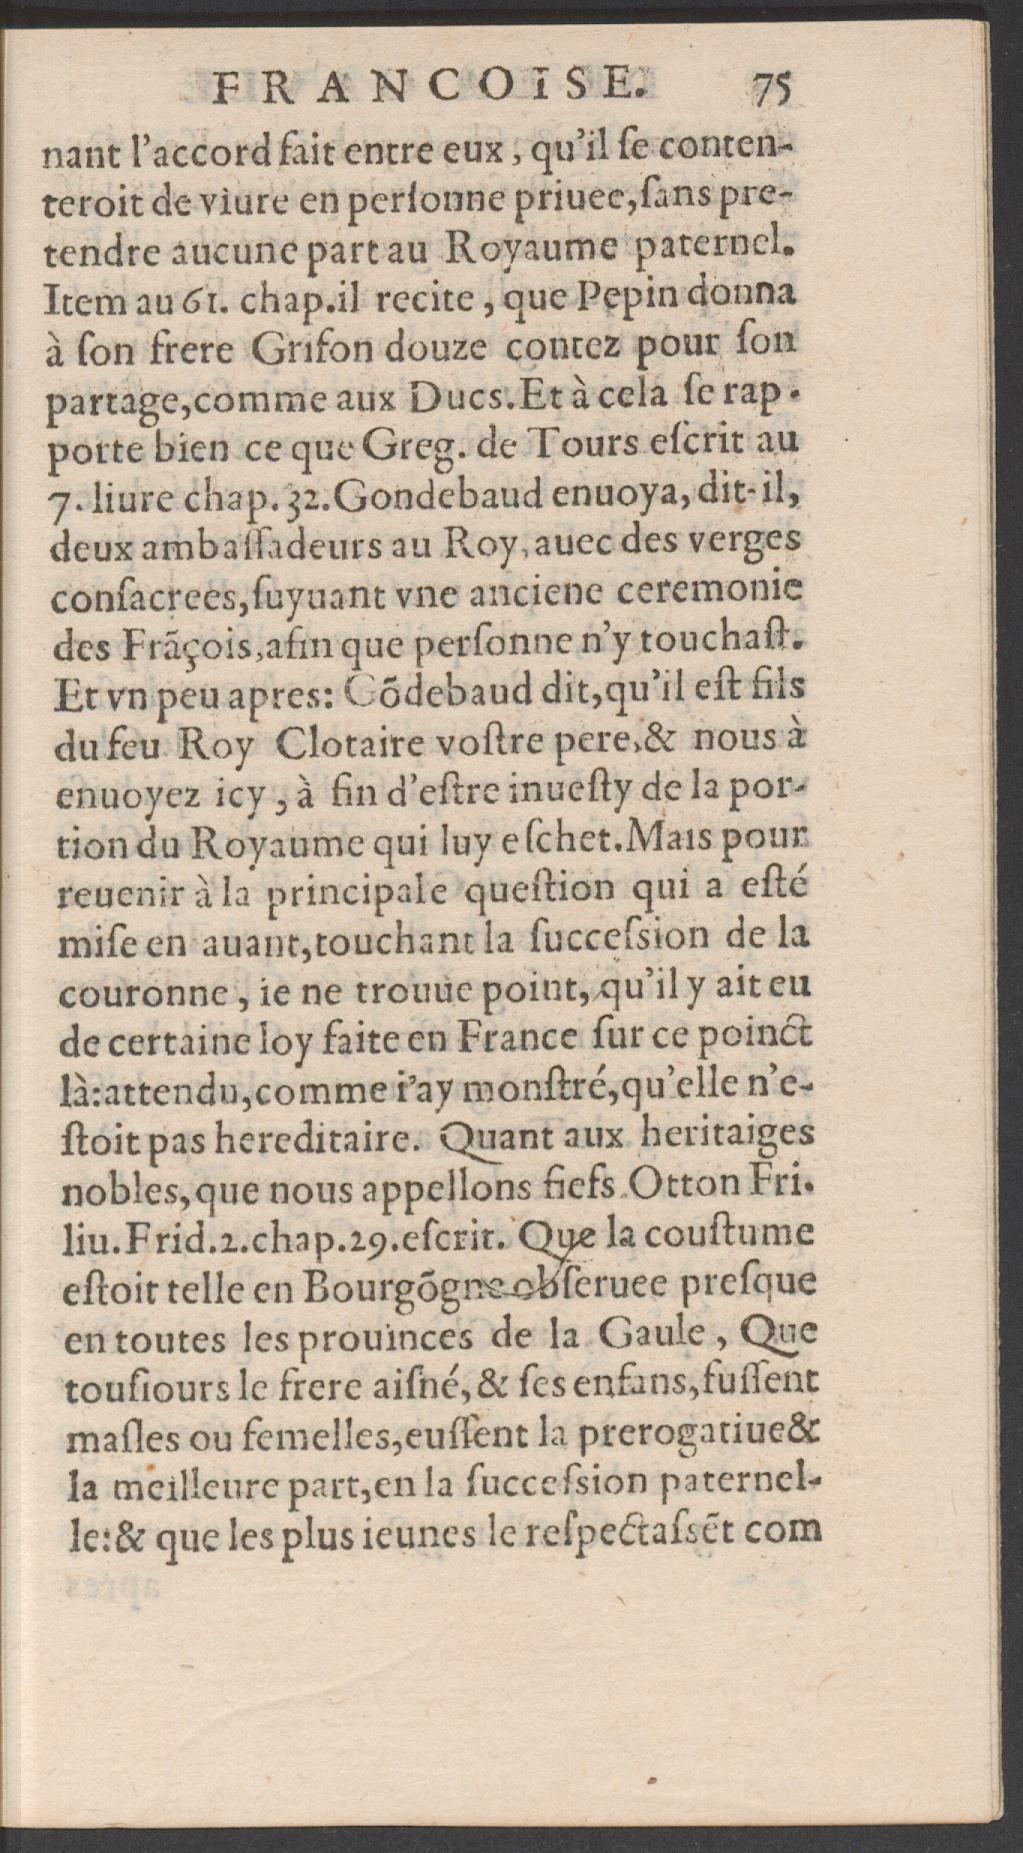 FRANCOISE. 75
nant l'accord fait entre eux, qu'il ſe conten-
teroit de viure en perſonne priuee, ſans pre-
tendre aucune part au Royaume paternel.
Item au 61. chap. il recite, que Pepin donna
à ſon frere Grifon douze contez pour ſon
partage, comme aux Ducs. Et à cela ſe rap-
porte bien ce que Greg. de Tours eſcrit au
7. liure chap. 32. Gondebaud enuoya, dit-il,
deux ambaſſadeurs au Roy, auec des verges
conſacrees, ſuyuant vne anciene ceremonie
des Frãçois, afin que perſonne n'y touchaſt.
Et vn peu apres: Gõdebaud dit, qu'il eſt fils
du feu Roy Clotaire voſtre pere, & nous à
enuoyez icy, à fin d'eſtre inueſty de la por-
tion du Royaume qui luy eſchet. Mais pour
reuenir à la principale queſtion qui a eſté
miſe en auant, touchant la ſucceſsion de la
couronne, ie ne trouue point, qu'il y ait eu
de certaine loy faite en France ſur ce poinct
là: attendu, comme i'ay monſtré, qu'elle n'e-
ſtoit pas hereditaire. Quant aux heritaiges
nobles, que nous appellons fiefs. Otton Fri.
liu. Frid. 2. chap. 29. eſcrit. Que la couſtume
eſtoit telle en Bourgõgne obſeruee preſque
en toutes les prouinces de la Gaule, Que
touſiours le frere aiſné, & ſes enfans, fuſſent
maſles ou femelles, euſſent la prerogatiue &
la meilleure part, en la ſucceſsion paternel-
le: & que les plus ieunes le reſpectaſsẽt com